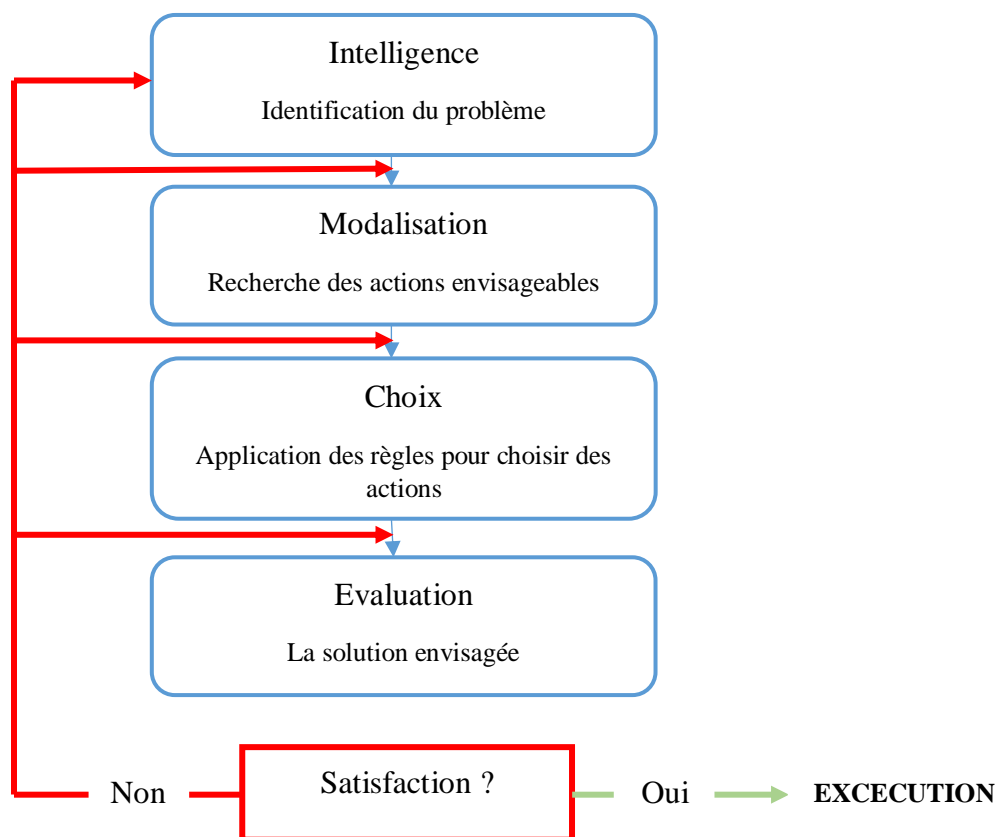 Intelligence
Identification du problème
Modalisation
Recherche des actions envisageables
Choix
Application des règles pour choisir des
actions
Evaluation
La solution envisagée
Non
Satisfaction ?
Oui
EXCECUTION